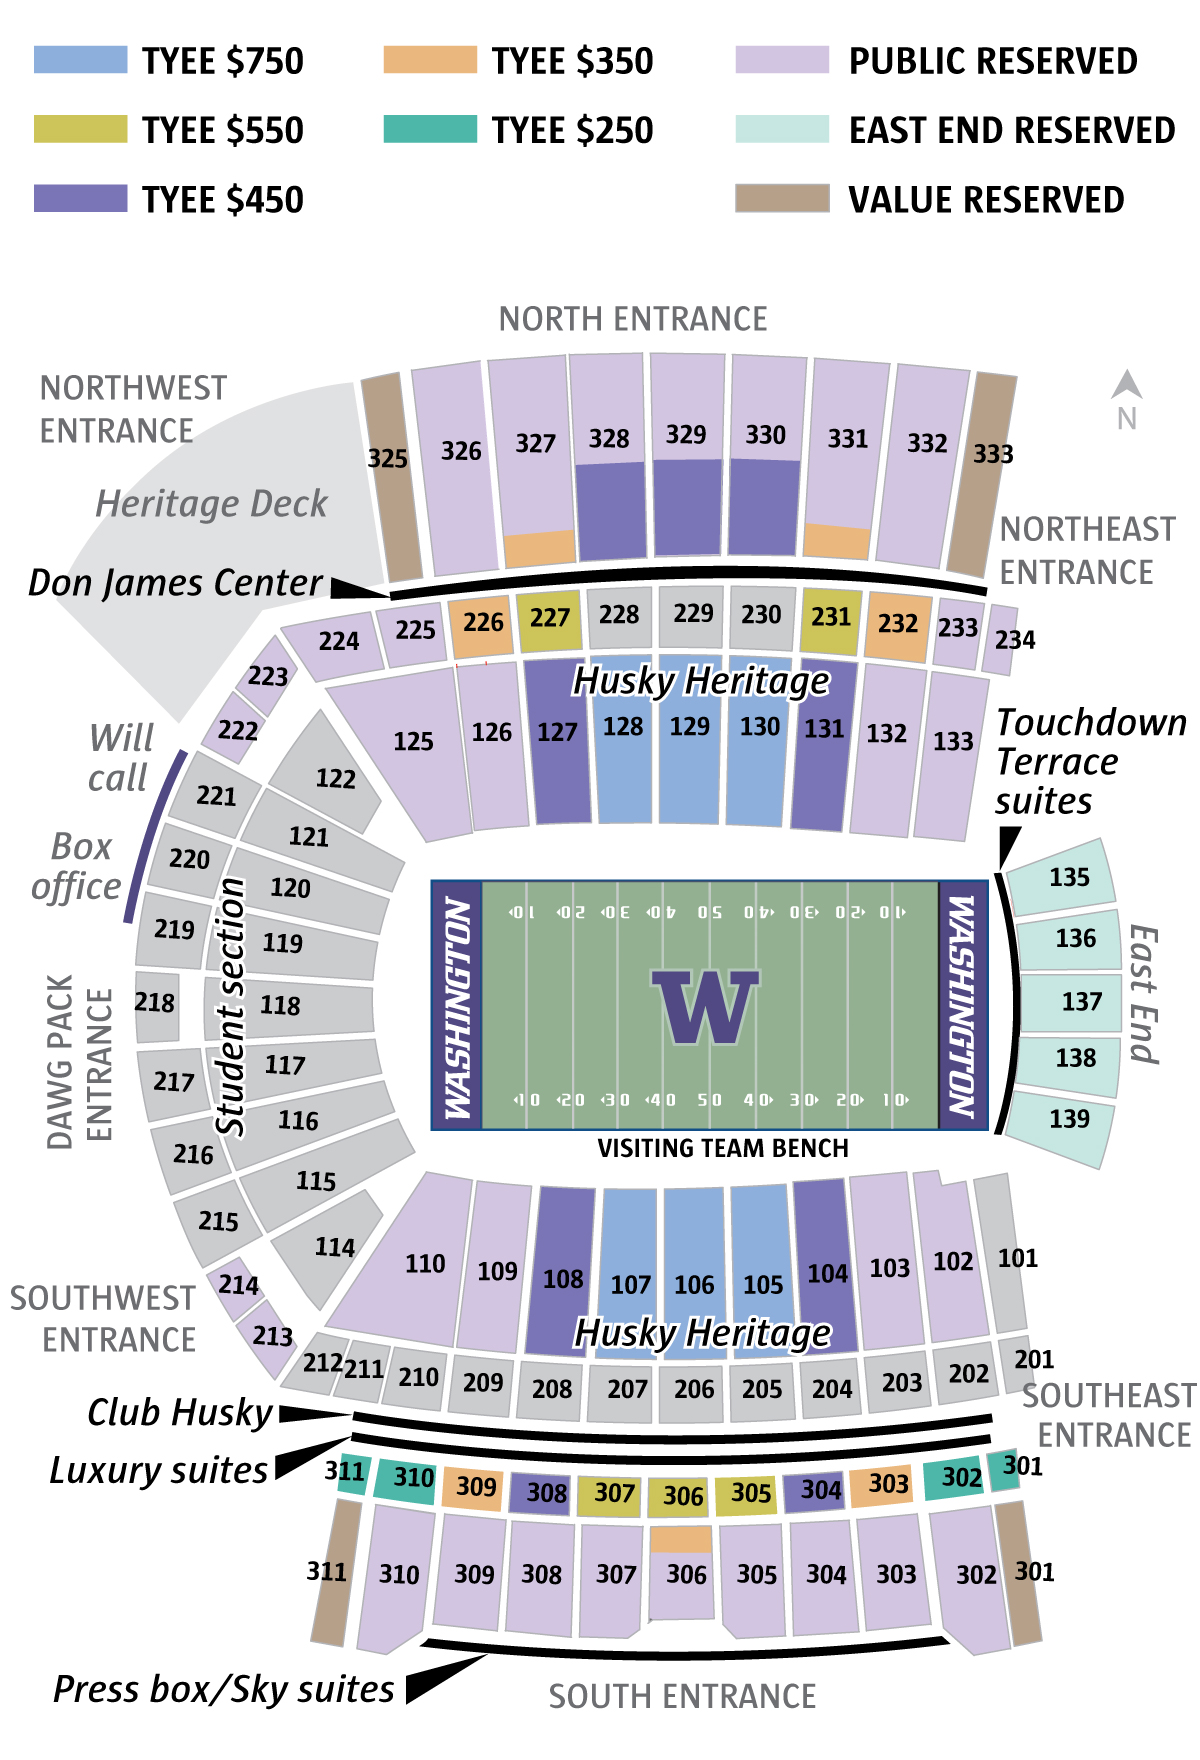 TYEE $750
TYEE $350
PUBLIC RESERVED
TYEE $550
TYEE $250
EAST END RESERVED
TYEE $450
VALUE RESERVED
NORTH ENTRANCE
NORTHWEST
ENTRANCE
N
325
326
327
328
329
330
331
332
333
Heritage Deck
NORTHEAST
ENTRANCE
Don James Center
223
224
225
226
227
228
229
230
231
232
233
234
Husky Heritage
222
125
126
127
128
129
130
131
132
133
Touchdown
Terrace
suites
Will
call
Box
office
221
220
219
218
217
216
215
214
213
122
121
120
119
118
117
116
115
114
Student section
DAWG PACK
ENTRANCE
WASHINGTON
10 20 30 40 50 40 30 20 10
W
10 20 30 40 50 40 30 20 10
WASHINGTON
135
136
137
138
139
East End
VISITING TEAM BENCH
110
109
108
107
106
105
104
103
102
101
Husky Heritage
SOUTHWEST
ENTRANCE
212
211
210
209
208
207
206
205
204
203
202
201
SOUTHEAST
ENTRANCE
Club Husky
Luxury suites
311
310
309
308
307
306
305
304
303
302
301
311
310
309
308
307
306
305
304
303
302
301
Press box/Sky suites
SOUTH ENTRANCE